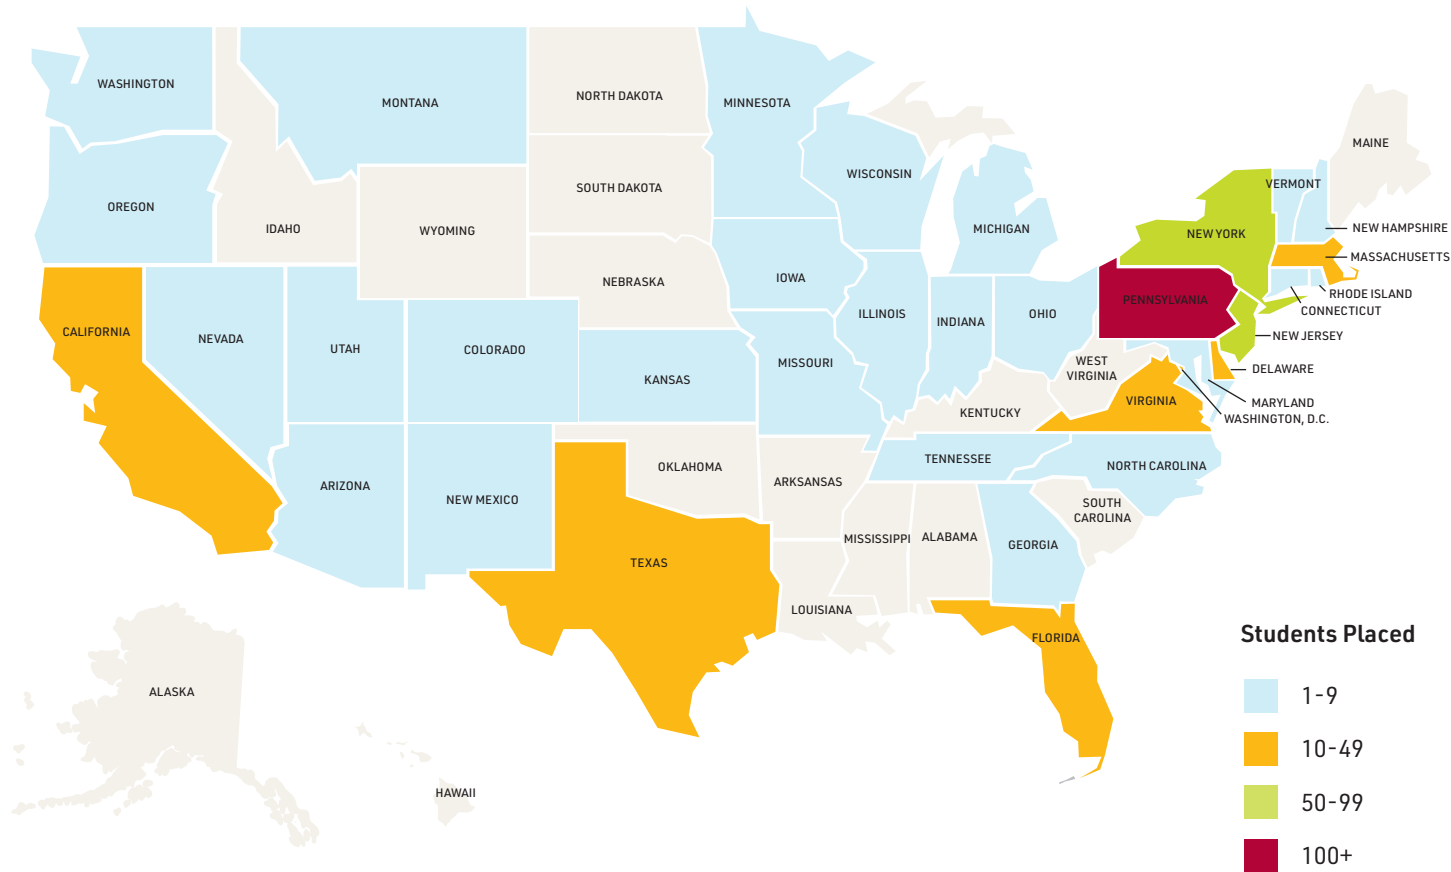 WASHINGTON
MONTANA
NORTH DAKOTA
MINNESOTA
MAINE
WISCONSIN
VERMONT
SOUTH DAKOTA
OREGON
IDAHO
WYOMING
MICHIGAN
NEW YORK
NEW HAMPSHIRE
MASSACHUSETTS
NEBRASKA
IOWA
RHODE ISLAND
PENNSYLVANIA
CONNECTICUT
ILLINOIS
INDIANA
OHIO
CALIFORNIA
NEVADA
UTAH
COLORADO
NEW JERSEY
MISSOURI
WEST
VIRGINIA
DELAWARE
KANSAS
VIRGINIA
MARYLAND
KENTUCKY
WASHINGTON, D.C.
TENNESSEE
NORTH CAROLINA
OKLAHOMA
ARIZONA
NEW MEXICO
ARKSANSAS
SOUTH
CAROLINA
MISSISSIPPI
ALABAMA
GEORGIA
TEXAS
LOUISIANA
FLORIDA
ALASKA
HAWAII
Students Placed
1-9
10-49
50-99
100+